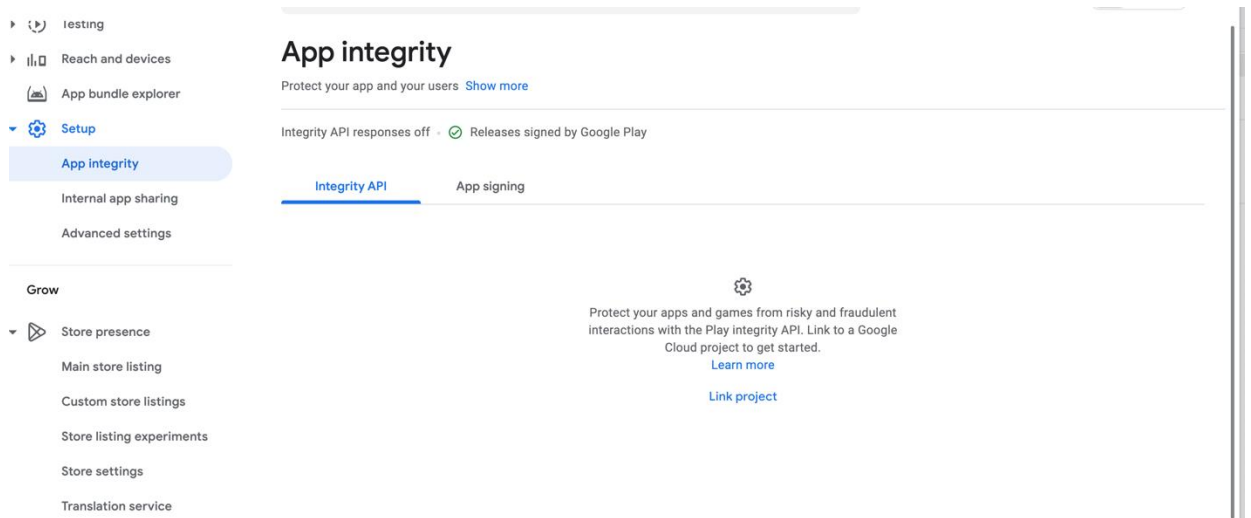 Testing
Reach and devices
App bundle explorer
Setup
App integrity
Internal app sharing
Advanced settings
Grow
Store presence
Main store listing
Custom store listings
Store listing experiments
Store settings
Translation service
App integrity
Protect your app and your users Show more
Integrity API responses off • Releases signed by Google Play
Integrity API App signing
Protect your apps and games from risky and fraudulent
interactions with the Play integrity API. Link to a Google
Cloud project to get started.
Learn more
Link project